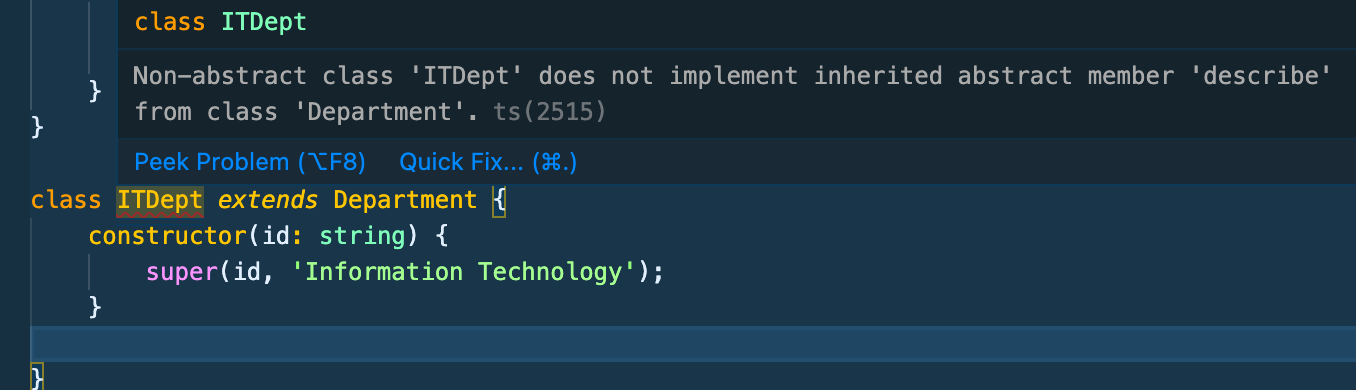 class ITDept
Non-abstract class 'ITDept' does not implement inherited abstract member 'describe'
from class 'Department'. ts(2515)
}
}
Peek Problem (⌥F8) Quick Fix... (⌘.)
class ITDept extends Department {
constructor(id: string) {
super(id, 'Information Technology');
}
}